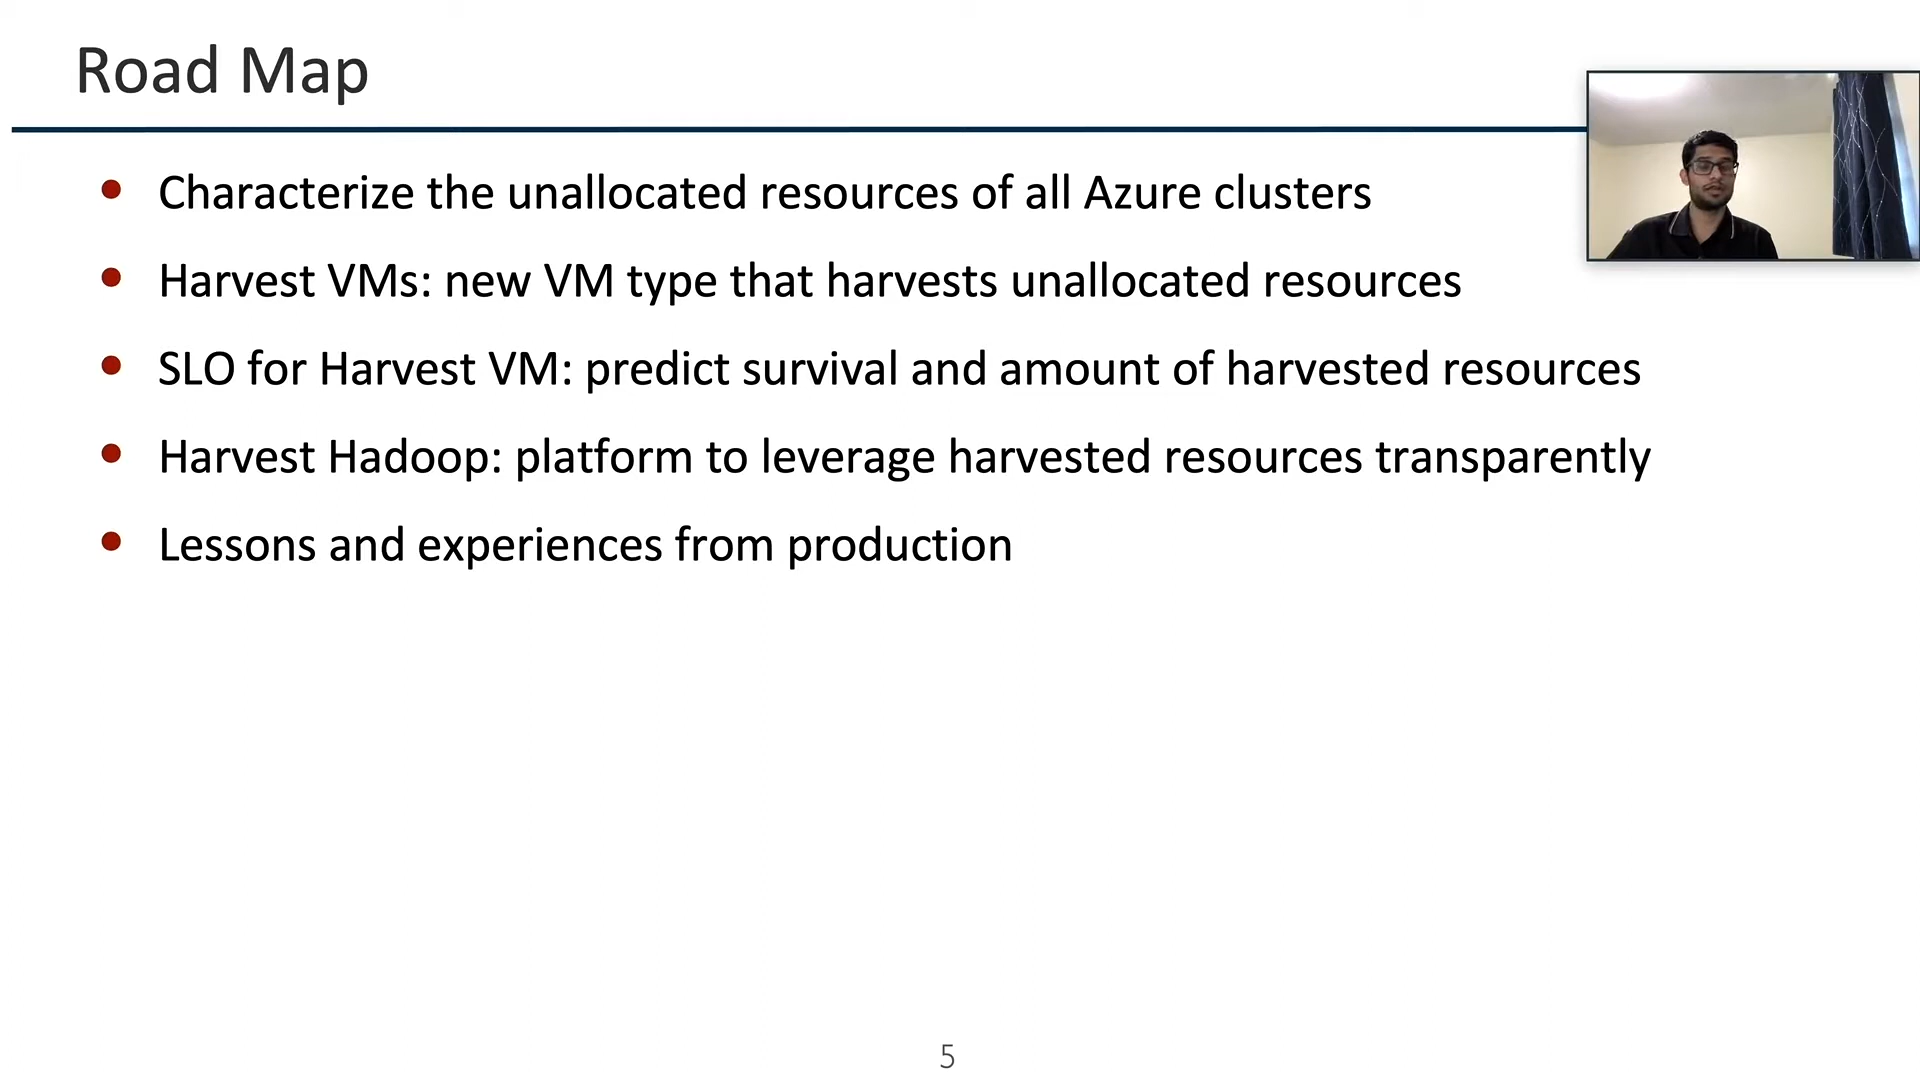 Road Map
Characterize the unallocated resources of all Azure clusters
Harvest VMs: new VM type that harvests unallocated resources
SLO for Harvest VM: predict survival and amount of harvested resources
Harvest Hadoop: platform to leverage harvested resources transparently
Lessons and experiences from production
5